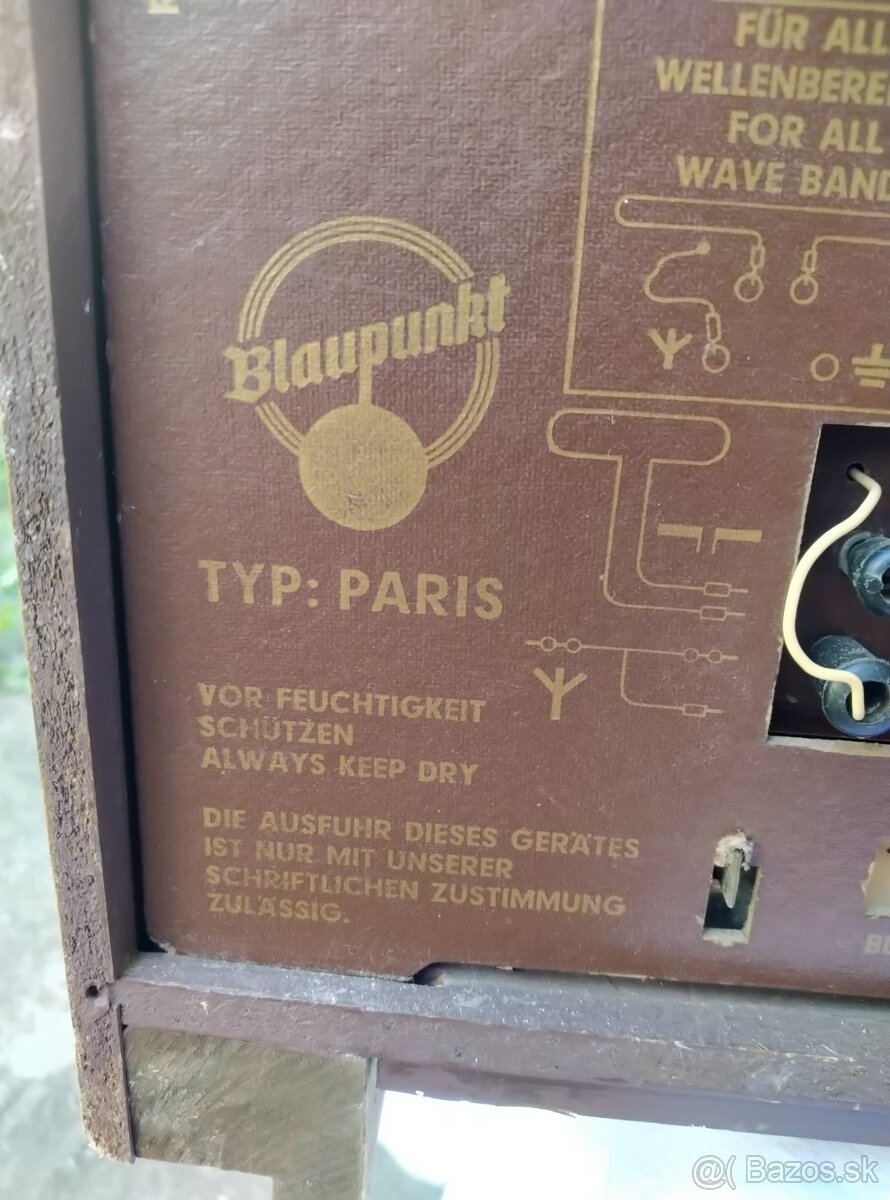 FÜR ALL
WELLENBERE
FOR ALL
WAVE BAND
Blaupunkt
TYP: PARIS
VOR FEUCHTIGKEIT
SCHÜTZEN
ALWAYS KEEP DRY
DIE AUSFUHR DIESES GERÄTES
IST NUR MIT UNSERER
SCHRIFTLICHEN ZUSTIMMUNG
ZULÄSSIG.
@( Bazos.sk